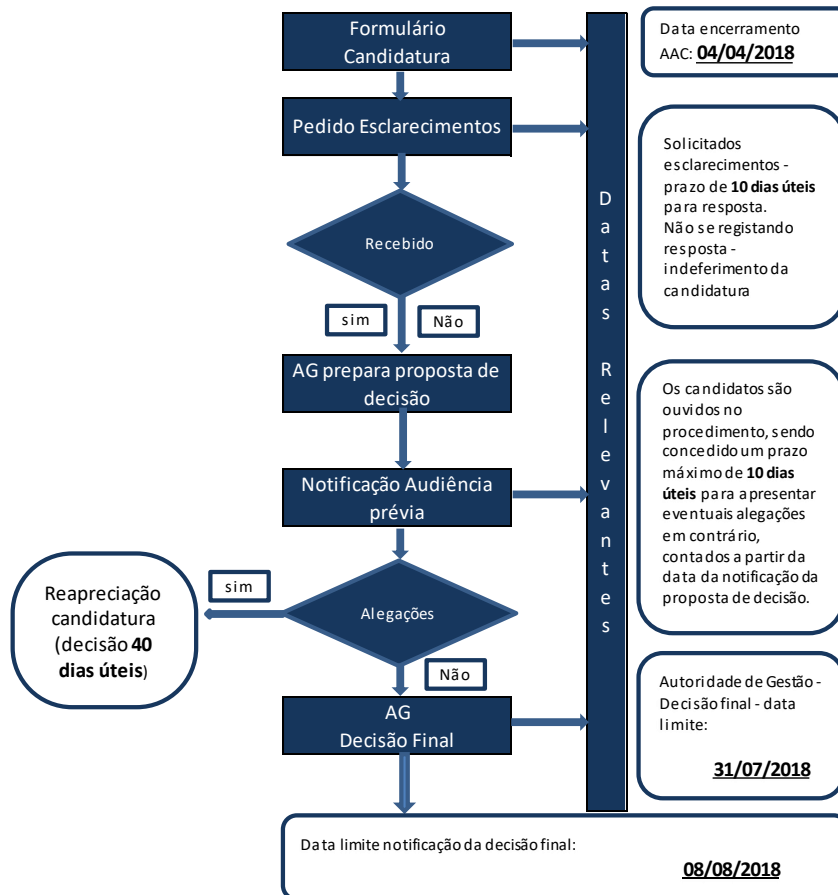 Formulário
Candidatura
Data encerramento
AAC: 04/04/2018
Pedido Esclarecimentos
Solicitados
esclarecimentos -
prazo de 10 dias úteis
para resposta.
Não se registando
resposta -
indeferimento da
candidatura
Recebido
sim
Não
Datas Relevantes
AG prepara proposta de
decisão
Os candidatos são
ouvidos no
procedimento, sendo
concedido um prazo
máximo de 10 dias
úteis para apresentar
eventuais alegações
em contrário,
contados a partir da
data da notificação da
proposta de decisão.
Notificação Audiência
prévia
sim
Reapreciação
candidatura
(decisão 40
dias úteis)
Alegações
Não
AG
Decisão Final
Autoridade de Gestão -
Decisão final - data
limite:
31/07/2018
Data limite notificação da decisão final:
08/08/2018